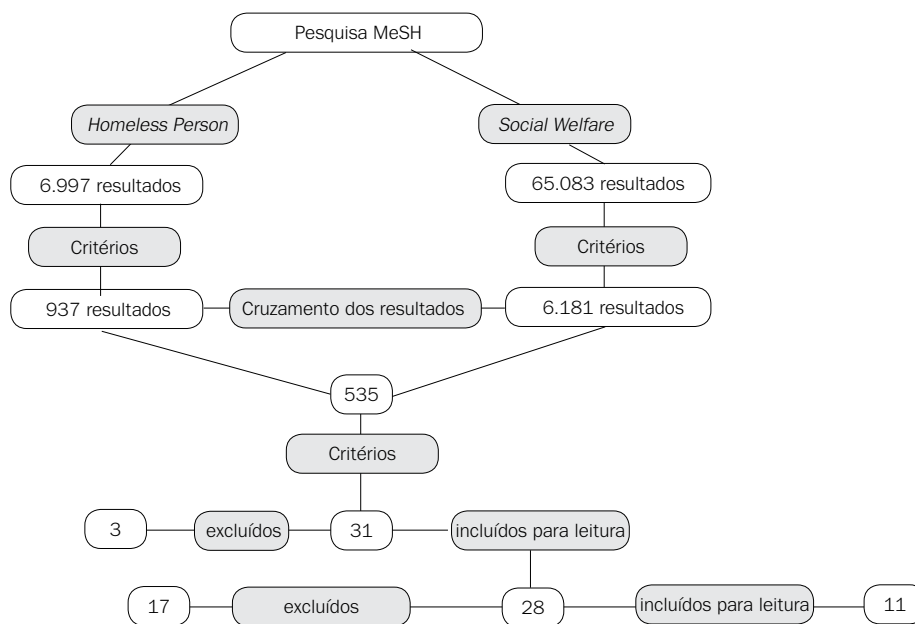 Pesquisa MeSH
Homeless Person
Social Welfare
6.997 resultados
65.083 resultados
Critérios
Critérios
937 resultados
Cruzamento dos resultados
6.181 resultados
535
Critérios
3
excluídos
31
incluídos para leitura
17
excluídos
28
incluídos para leitura
11